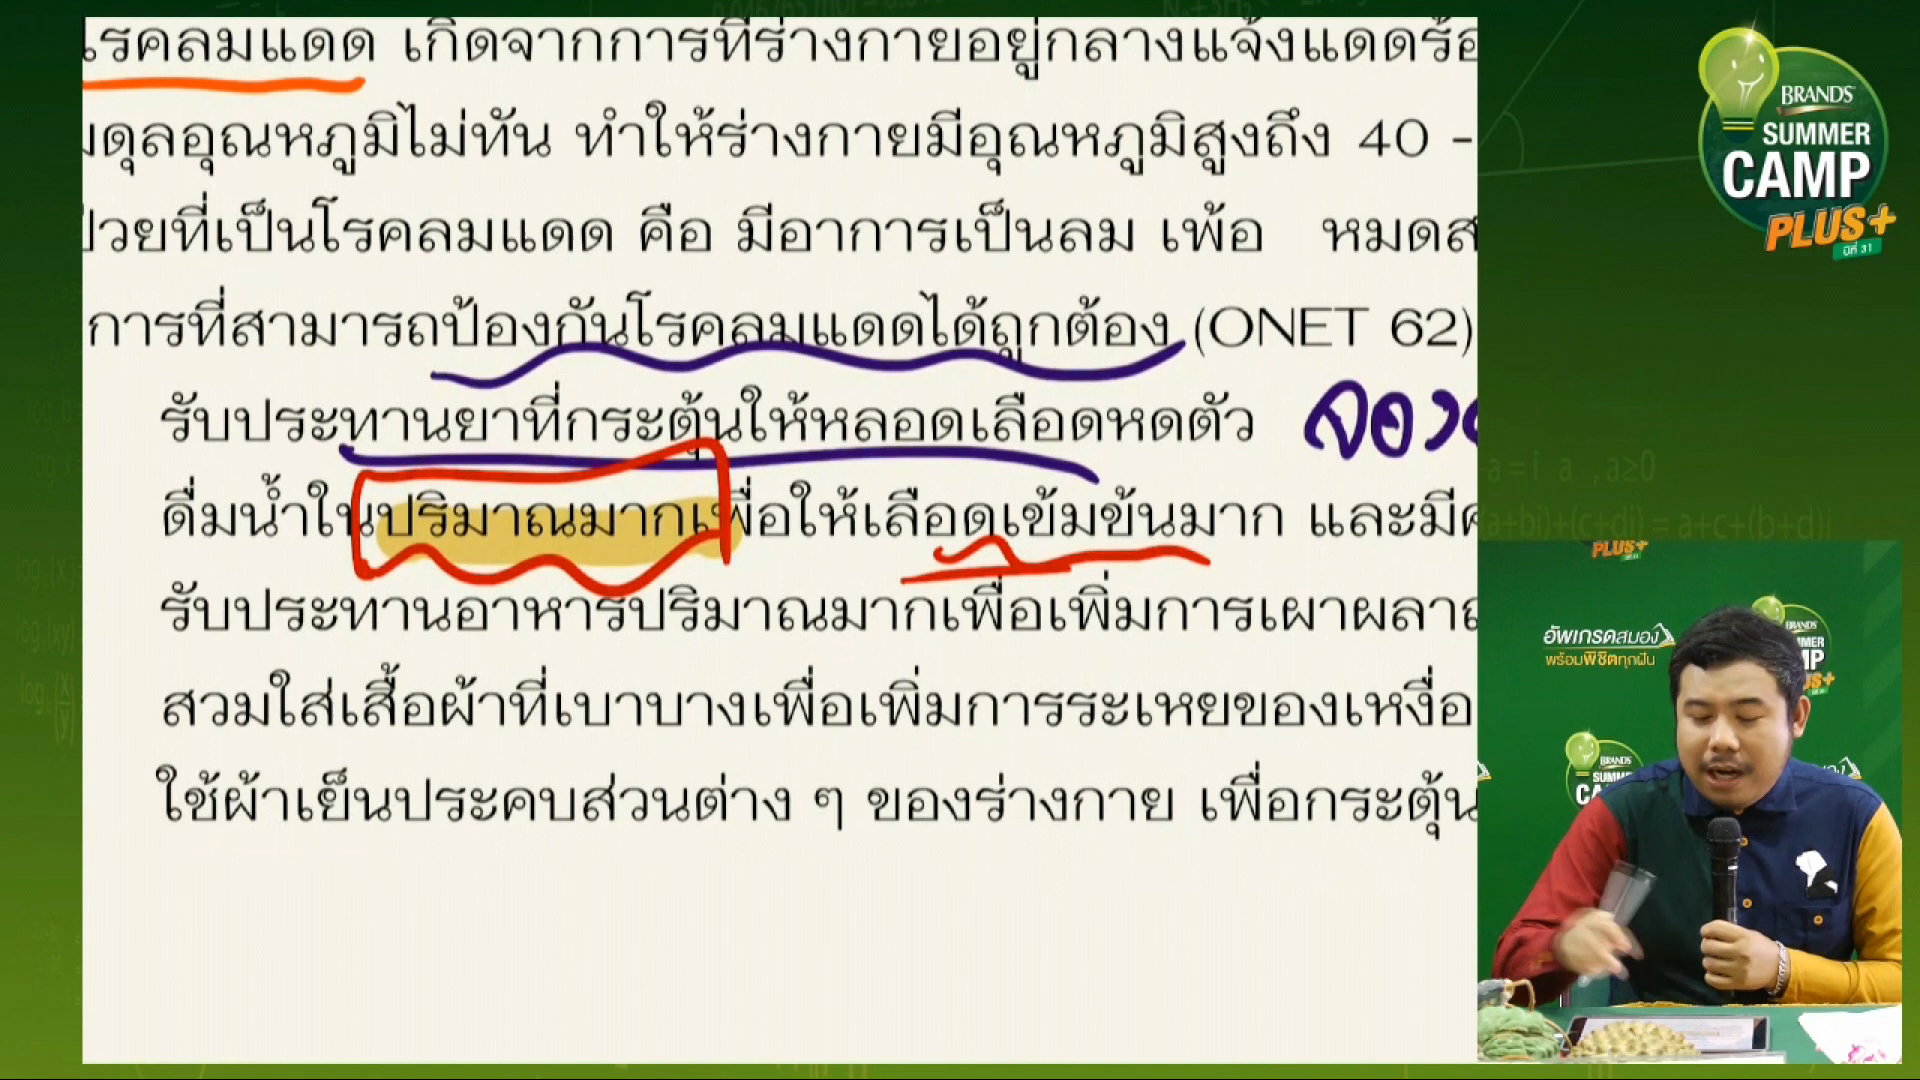 โรคลมแดด เกิดจากการที่ร่างกายอยู่กลางแจ้งแดดร้อ
มดุลอุณหภูมิไม่ทัน ทำให้ร่างกายมีอุณหภูมิสูงถึง 40 -
ป่วยที่เป็นโรคลมแดด คือ มีอาการเป็นลม เพ้อ หมดส
การที่สามารถป้องกันโรคลมแดดได้ถูกต้อง (ONET 62)
รับประทานยาที่กระตุ้นให้หลอดเลือดหดตัว
ดื่มน้ำในปริมาณมากเพื่อให้เลือดเข้มข้นมาก และมี
รับประทานอาหารปริมาณมากเพื่อเพิ่มการเผาผลา
สวมใส่เสื้อผ้าที่เบาบางเพื่อเพิ่มการระเหยของเหงื่อ
ใช้ผ้าเย็นประคบส่วนต่าง ๆ ของร่างกาย เพื่อกระตุ้น
BRAND'S
SUMMER
CAMP
PLUS+
ปีที่ 31
a = i a , a≥0
(a+bi)+(c+di) = a+c+(b+d)i
PLUS+
อัพเกรดสมอง
พร้อมพิชิตทุกฝัน
BRAND'S